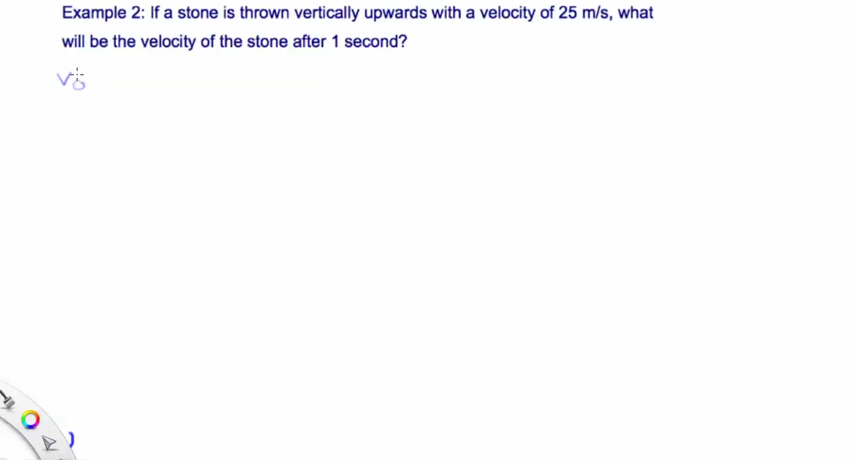 Example 2: If a stone is thrown vertically upwards with a velocity of 25 m/s, what
will be the velocity of the stone after 1 second?
v₀